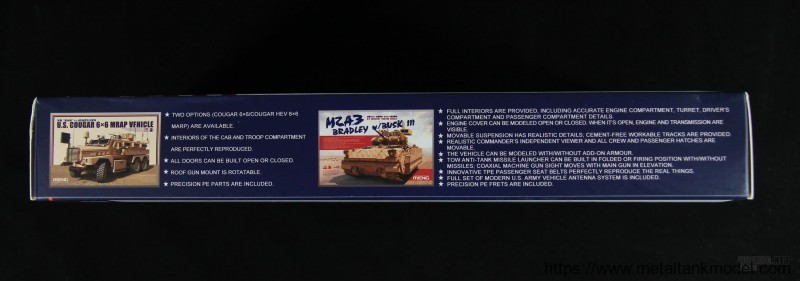 U.S. COUGAR 6×6 MRAP VEHICLE
★ TWO OPTIONS (COUGAR 6×6/COUGAR HEV 6×6
MARP) ARE AVAILABLE.
★ INTERIORS OF THE CAB AND TROOP COMPARTMENT
ARE PERFECTLY REPRODUCED.
★ ALL DOORS CAN BE BUILT OPEN OR CLOSED.
★ ROOF GUN MOUNT IS ROTATABLE.
★ PRECISION PE PARTS ARE INCLUDED.
MENG
M2A3
BRADLEY w/BUSK III
MENG
★ FULL INTERIORS ARE PROVIDED, INCLUDING ACCURATE ENGINE COMPARTMENT, TURRET, DRIVER'S
COMPARTMENT AND PASSENGER COMPARTMENT DETAILS.
★ ENGINE COVER CAN BE MODELED OPEN OR CLOSED. WHEN IT'S OPEN, ENGINE AND TRANSMISSION ARE
VISIBLE.
★ MOVABLE SUSPENSION HAS REALISTIC DETAILS; CEMENT-FREE WORKABLE TRACKS ARE PROVIDED.
★ REALISTIC COMMANDER'S INDEPENDENT VIEWER AND ALL CREW AND PASSENGER HATCHES ARE
MOVABLE.
★ THE VEHICLE CAN BE MODELED WITH/WITHOUT ADD-ON ARMOUR.
★ TOW ANTI-TANK MISSILE LAUNCHER CAN BE BUILT IN FOLDED OR FIRING POSITION WITH/WITHOUT
MISSILES; COAXIAL MACHINE GUN SIGHT MOVES WITH MAIN GUN IN ELEVATION.
★ INNOVATIVE TPE PASSENGER SEAT BELTS PERFECTLY REPRODUCE THE REAL THINGS.
★ FULL SET OF MODERN U.S. ARMY VEHICLE ANTENNA SYSTEM IS INCLUDED.
★ PRECISION PE FRETS ARE INCLUDED.
https://www.metaltankmodel.com